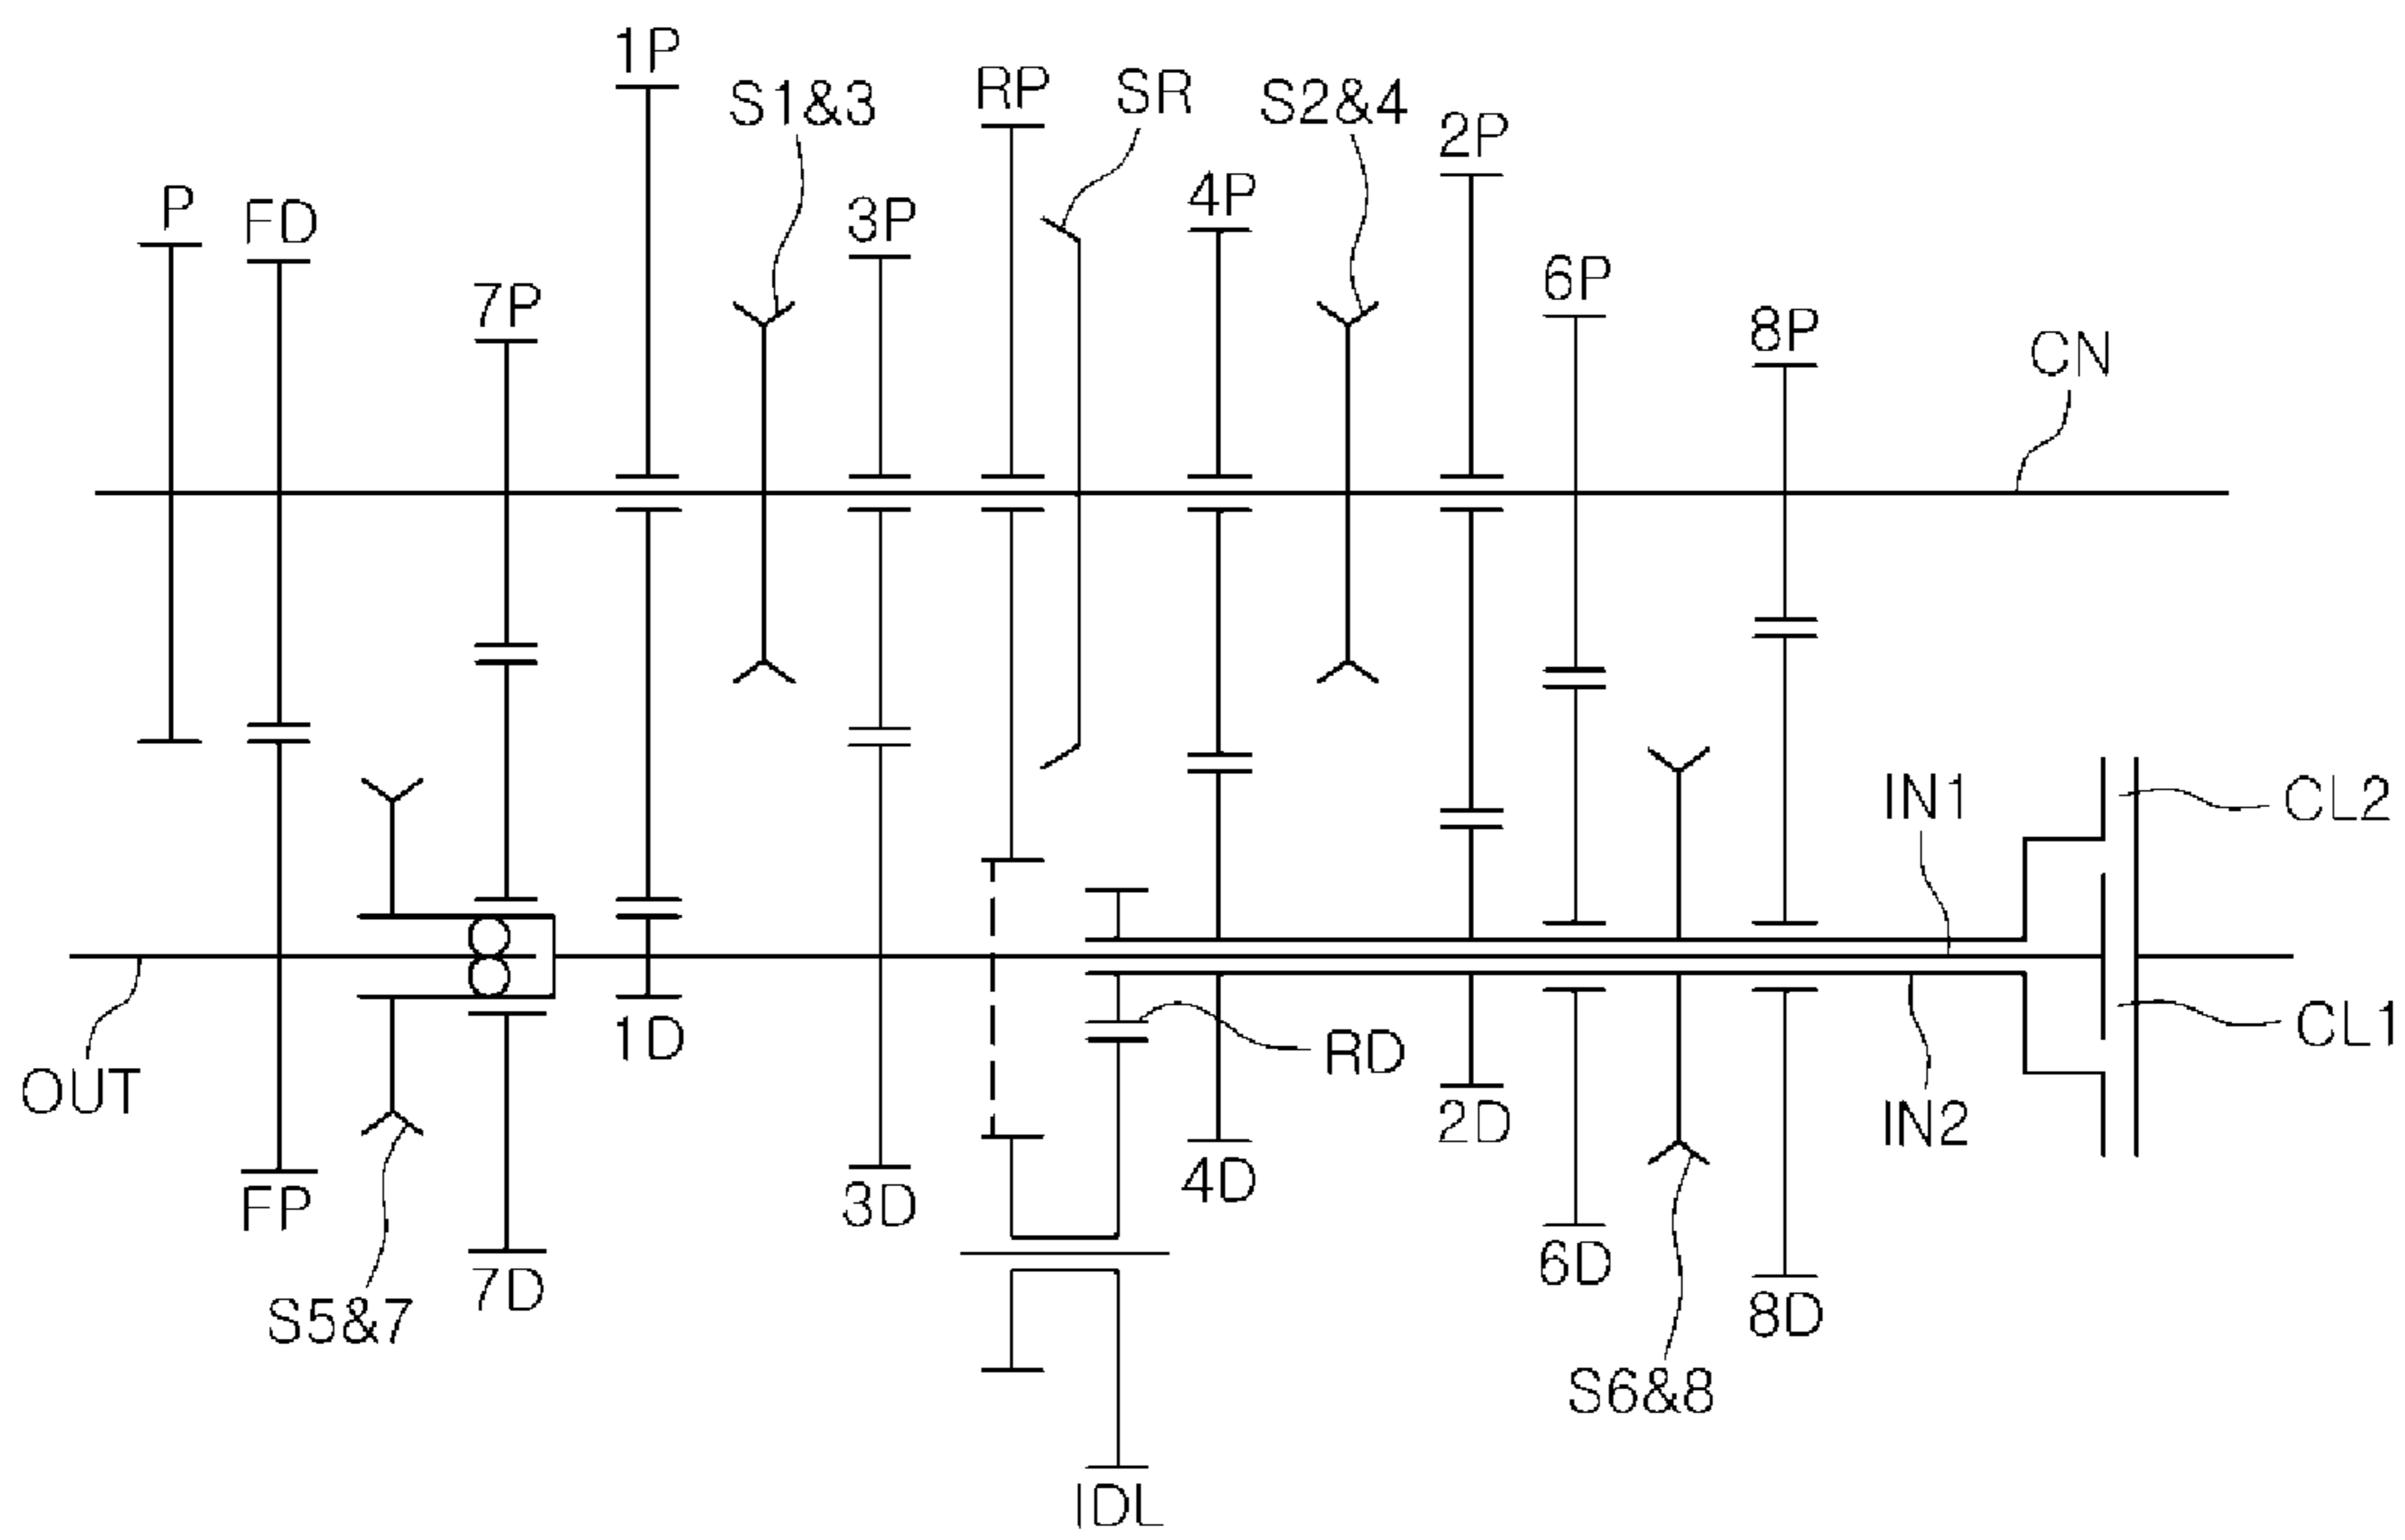 1P
S1&3
RP
SR
S2&4
2P
P
FD
3P
4P
7P
6P
8P
CN
IN1
CL2
OUT
1D
RD
CL1
FP
3D
4D
2D
IN2
S5&7
7D
6D
8D
S6&8
IDL